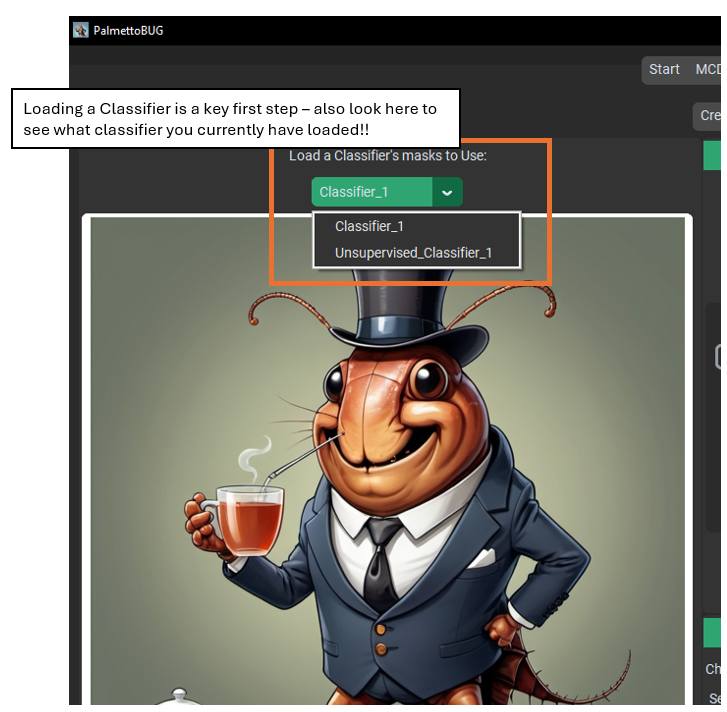 PalmettoBUG
Start MCD
Loading a Classifier is a key first step – also look here to
see what classifier you currently have loaded!!
Cre
Load a Classifier's masks to Use:
Classifier_1
Classifier_1
Unsupervised_Classifier_1
Ch
Se